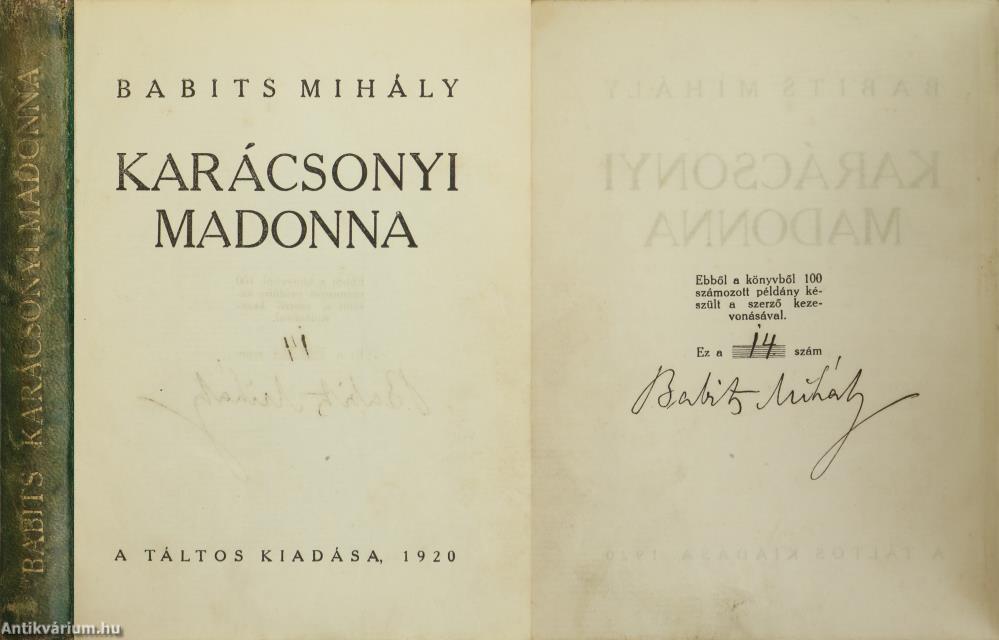 BABITS KARÁCSONYI MADONNA
BABITS MIHÁLY
KARÁCSONYI
MADONNA
A TÁLTOS KIADÁSA, 1920
Ebből a könyvből 100
számozott példány ké-
szült a szerző keze-
vonásával.
Ez a 14 szám
Babits Mihály
Antikvárium.hu